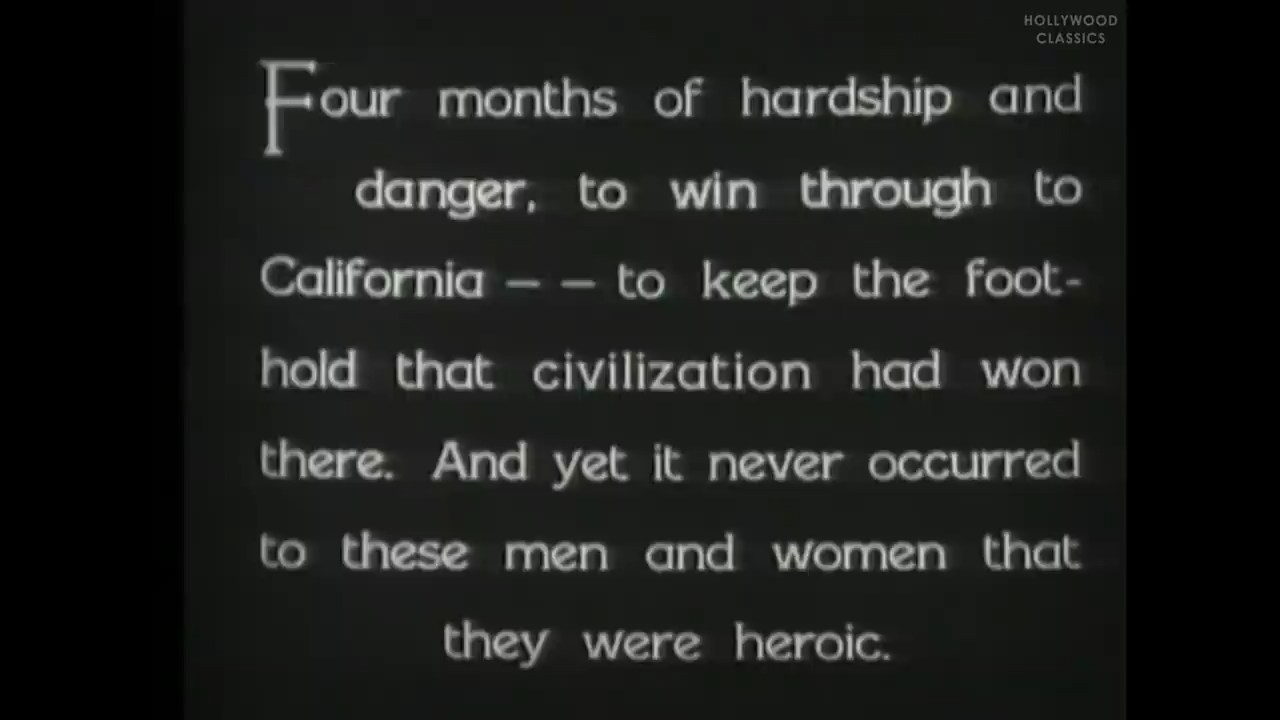 HOLLYWOOD
CLASSICS
Four months of hardship and
danger, to win through to
California -- to keep the foot-
hold that civilization had won
there. And yet it never occurred
to these men and women that
they were heroic.